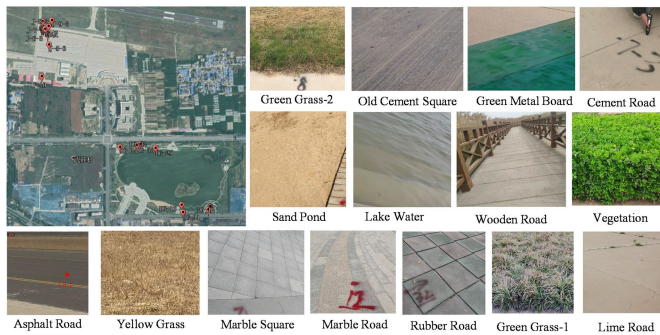 Green Grass-2
Old Cement Square
Green Metal Board
Cement Road
Sand Pond
Lake Water
Wooden Road
Vegetation
Asphalt Road
Yellow Grass
Marble Square
Marble Road
Rubber Road
Green Grass-1
Lime Road